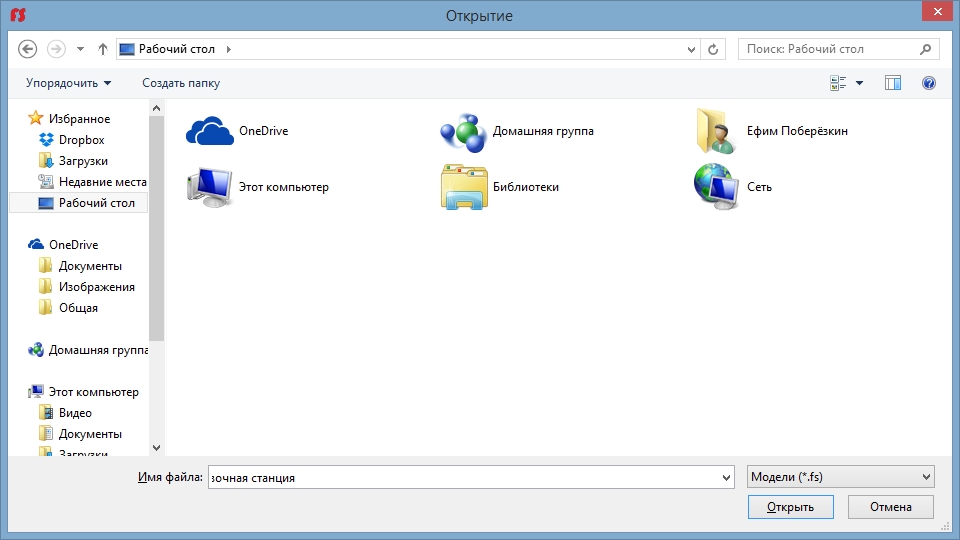 Открытие
Рабочий стол
Поиск: Рабочий стол
Упорядочить
Создать папку
Избранное
Dropbox
Загрузки
Недавние места
Рабочий стол
OneDrive
Документы
Изображения
Общая
Домашняя группа
Этот компьютер
Видео
Документы
Загрузки
OneDrive
Домашняя группа
Ефим Поберёзкин
Этот компьютер
Библиотеки
Сеть
Имя файла:
зочная станция
Модели (*.fs)
Открыть
Отмена